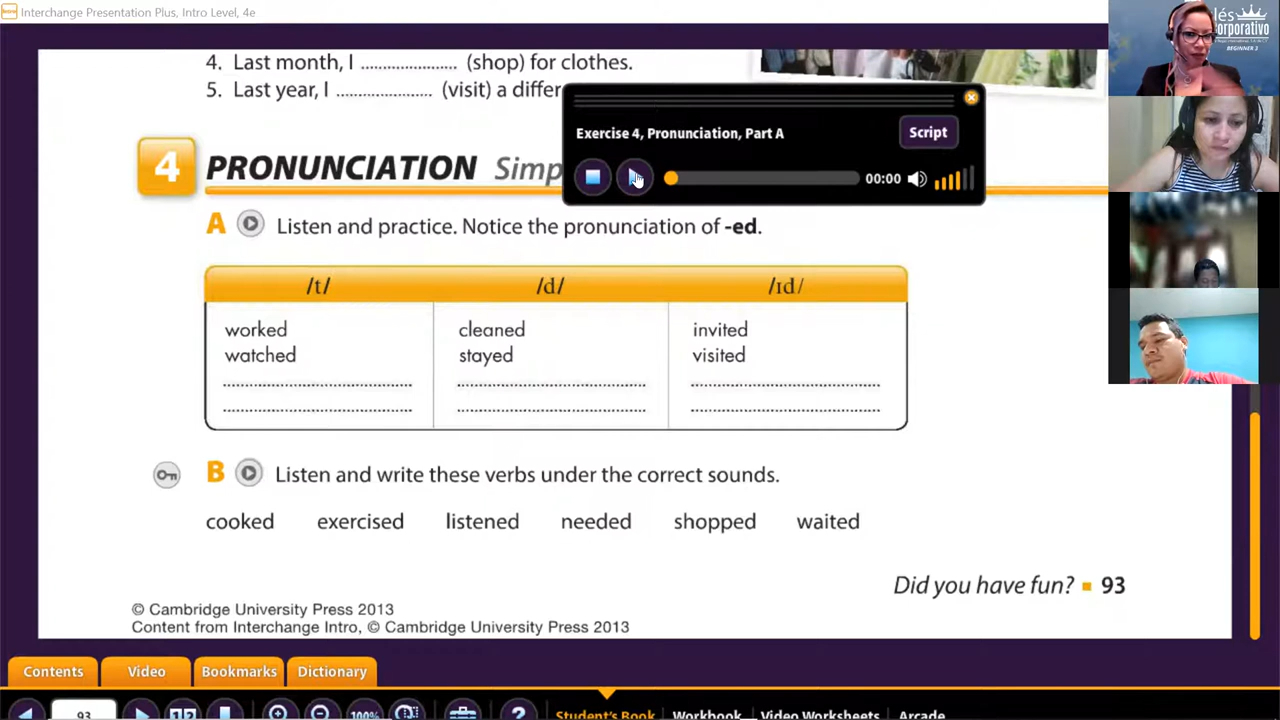 Interchange Presentation Plus, Intro Level, 4e
lés
corporativo
BEGINNER 2
4. Last month, I ..................... (shop) for clothes.
5. Last year, I ..................... (visit) a differ
Exercise 4, Pronunciation, Part A
Script
00:00
4 PRONUNCIATION Simp
A Listen and practice. Notice the pronunciation of -ed.
/t/ /d/ /ɪd/
worked cleaned invited
watched stayed visited
B Listen and write these verbs under the correct sounds.
cooked exercised listened needed shopped waited
Did you have fun? ▪ 93
© Cambridge University Press 2013
Content from Interchange Intro, © Cambridge University Press 2013
Contents Video Bookmarks Dictionary
93 100% ? Student's Book Workbook Video Worksheets Arcade